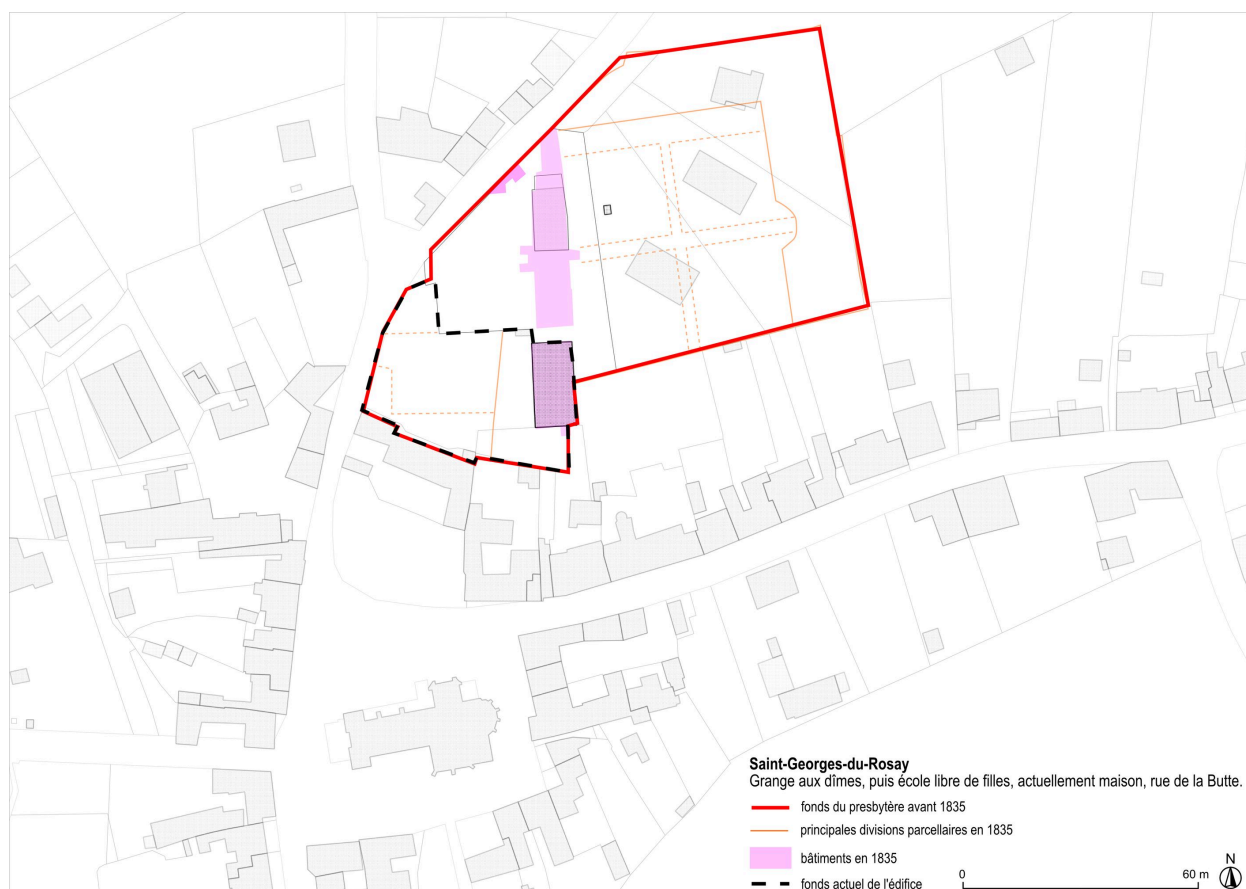 Saint-Georges-du-Rosay
Grange aux dîmes, puis école libre de filles, actuellement maison, rue de la Butte.
fonds du presbytère avant 1835
principales divisions parcellaires en 1835
bâtiments en 1835
fonds actuel de l'édifice
0 60 m
N